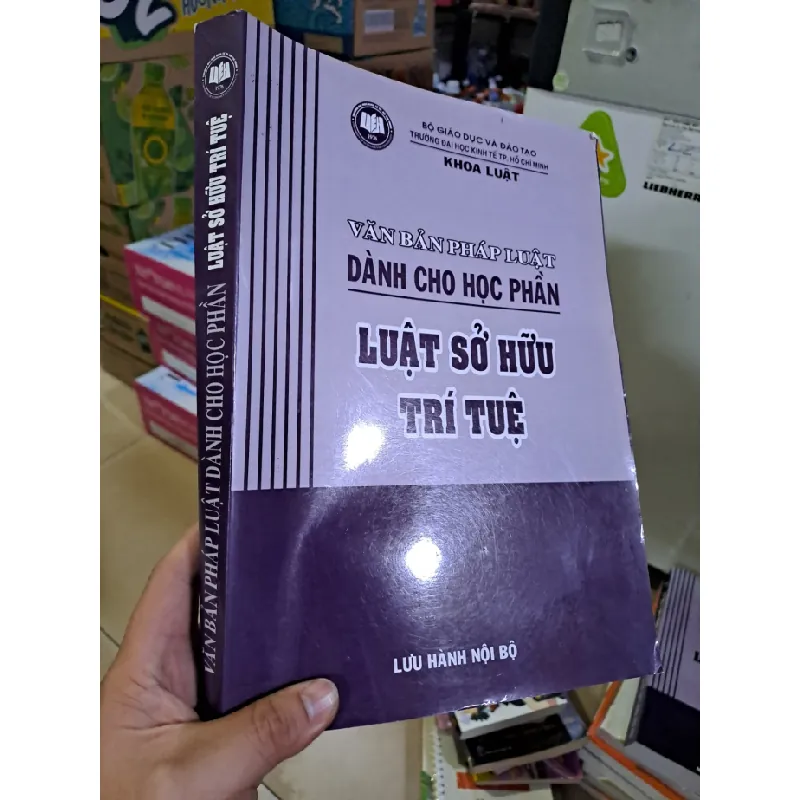 BỘ GIÁO DỤC VÀ ĐÀO TẠO
TRƯỜNG ĐẠI HỌC KINH TẾ TP. HỒ CHÍ MINH
KHOA LUẬT
VĂN BẢN PHÁP LUẬT
DÀNH CHO HỌC PHẦN
LUẬT SỞ HỮU
TRÍ TUỆ
LƯU HÀNH NỘI BỘ
VĂN BẢN PHÁP LUẬT DÀNH CHO HỌC PHẦN LUẬT SỞ HỮU TRÍ TUỆ
1976
LIEBHERR